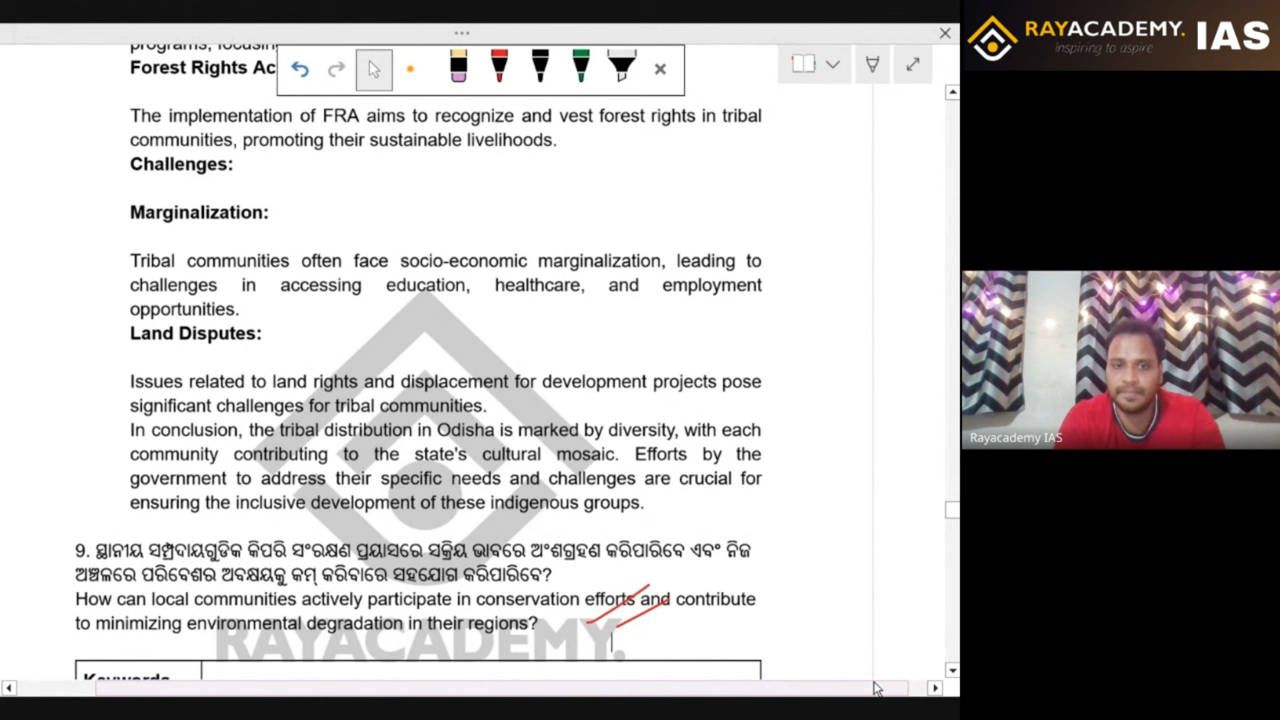 RAYACADEMY. IAS
inspiring to aspire
programs, focusing
Forest Rights Ac
The implementation of FRA aims to recognize and vest forest rights in tribal
communities, promoting their sustainable livelihoods.
Challenges:
Marginalization:
Tribal communities often face socio-economic marginalization, leading to
challenges in accessing education, healthcare, and employment
opportunities.
Land Disputes:
Issues related to land rights and displacement for development projects pose
significant challenges for tribal communities.
In conclusion, the tribal distribution in Odisha is marked by diversity, with each
community contributing to the state's cultural mosaic. Efforts by the
government to address their specific needs and challenges are crucial for
ensuring the inclusive development of these indigenous groups.
9. ସ୍ଥାନୀୟ ସମ୍ପ୍ରଦାୟଗୁଡିକ କିପରି ସଂରକ୍ଷଣ ପ୍ରୟାସରେ ସକ୍ରିୟ ଭାବରେ ଅଂଶଗ୍ରହଣ କରିପାରିବେ ଏବଂ ନିଜ
ଅଞ୍ଚଳରେ ପରିବେଶର ଅବକ୍ଷୟକୁ କମ୍ କରିବାରେ ସହଯୋଗ କରିପାରିବେ?
How can local communities actively participate in conservation efforts and contribute
to minimizing environmental degradation in their regions?
RAYACADEMY.
Keywords
Rayacademy IAS